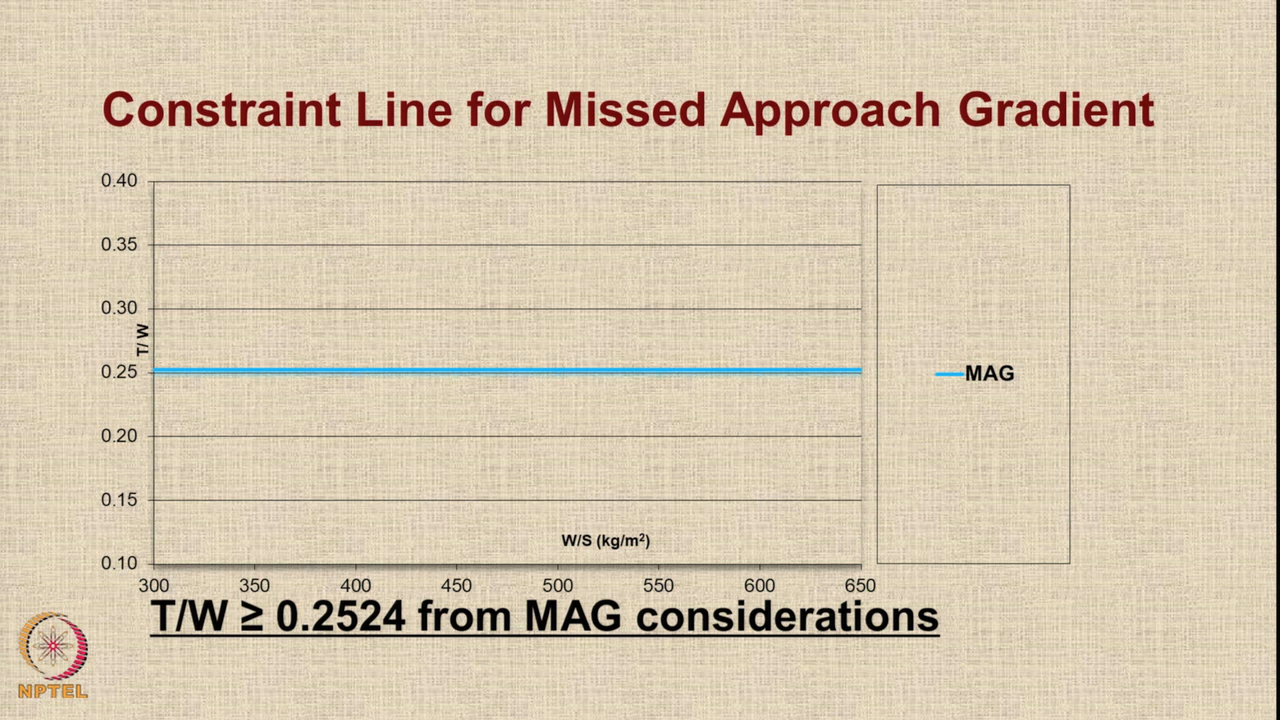 Constraint Line for Missed Approach Gradient
0.40
0.35
0.30
T/ W
0.25
0.20
0.15
0.10
MAG
W/S (kg/m²)
300 350 400 450 500 550 600 650
T/W ≥ 0.2524 from MAG considerations
NPTEL